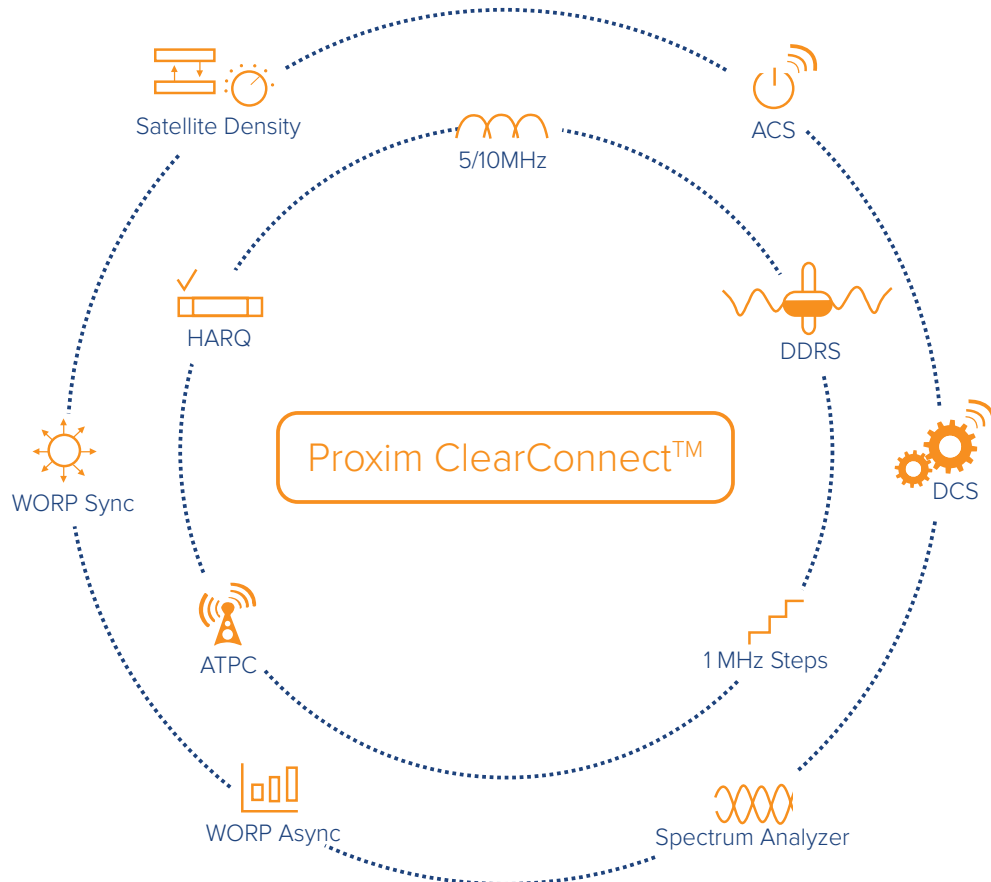 Satellite Density
ACS
5/10MHz
HARQ
DDRS
Proxim ClearConnect™
WORP Sync
DCS
ATPC
1 MHz Steps
WORP Async
Spectrum Analyzer